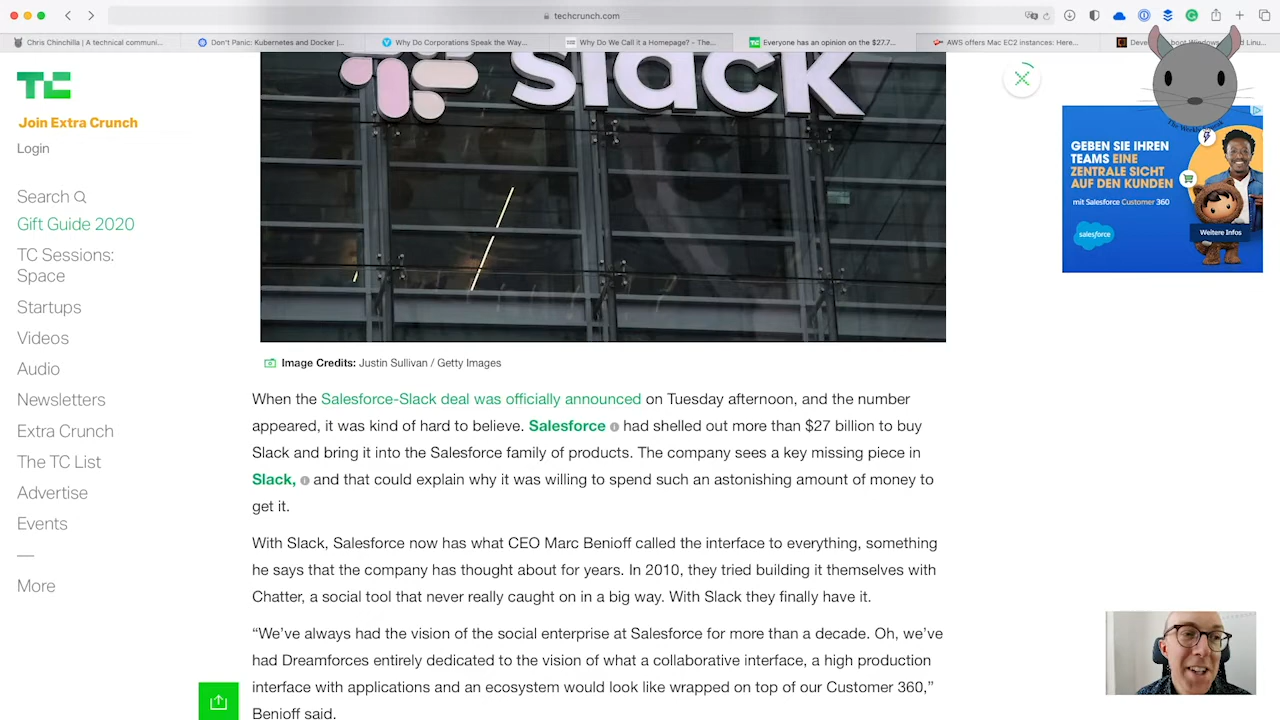 techcrunch.com
Chris Chinchilla | A technical communi...
Don't Panic: Kubernetes and Docker |...
Why Do Corporations Speak the Way...
Why Do We Call it a Homepage? – The...
Everyone has an opinion on the $27.7...
AWS offers Mac EC2 instances: Here...
TC
Join Extra Crunch
Login
Search
Gift Guide 2020
TC Sessions:
Space
Startups
Videos
Audio
Newsletters
Extra Crunch
The TC List
Advertise
Events
More
slack
Image Credits: Justin Sullivan / Getty Images
When the Salesforce-Slack deal was officially announced on Tuesday afternoon, and the number
appeared, it was kind of hard to believe. Salesforce had shelled out more than $27 billion to buy
Slack and bring it into the Salesforce family of products. The company sees a key missing piece in
Slack, and that could explain why it was willing to spend such an astonishing amount of money to
get it.
With Slack, Salesforce now has what CEO Marc Benioff called the interface to everything, something
he says that the company has thought about for years. In 2010, they tried building it themselves with
Chatter, a social tool that never really caught on in a big way. With Slack they finally have it.
“We’ve always had the vision of the social enterprise at Salesforce for more than a decade. Oh, we’ve
had Dreamforces entirely dedicated to the vision of what a collaborative interface, a high production
interface with applications and an ecosystem would look like wrapped on top of our Customer 360,”
Benioff said.
GEBEN SIE IHREN
TEAMS EINE
ZENTRALE SICHT
AUF DEN KUNDEN
mit Salesforce Customer 360
salesforce
Weitere Infos